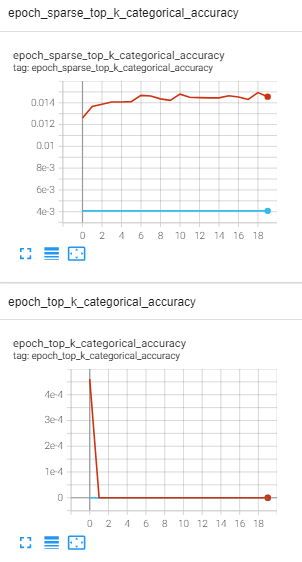 epoch_sparse_top_k_categorical_accuracy
epoch_sparse_top_k_categorical_accuracy
tag: epoch_sparse_top_k_categorical_accuracy
0.014
0.012
0.01
8e-3
6e-3
4e-3
0 2 4 6 8 10 12 14 16 18
epoch_top_k_categorical_accuracy
epoch_top_k_categorical_accuracy
tag: epoch_top_k_categorical_accuracy
4e-4
3e-4
2e-4
1e-4
0
0 2 4 6 8 10 12 14 16 18